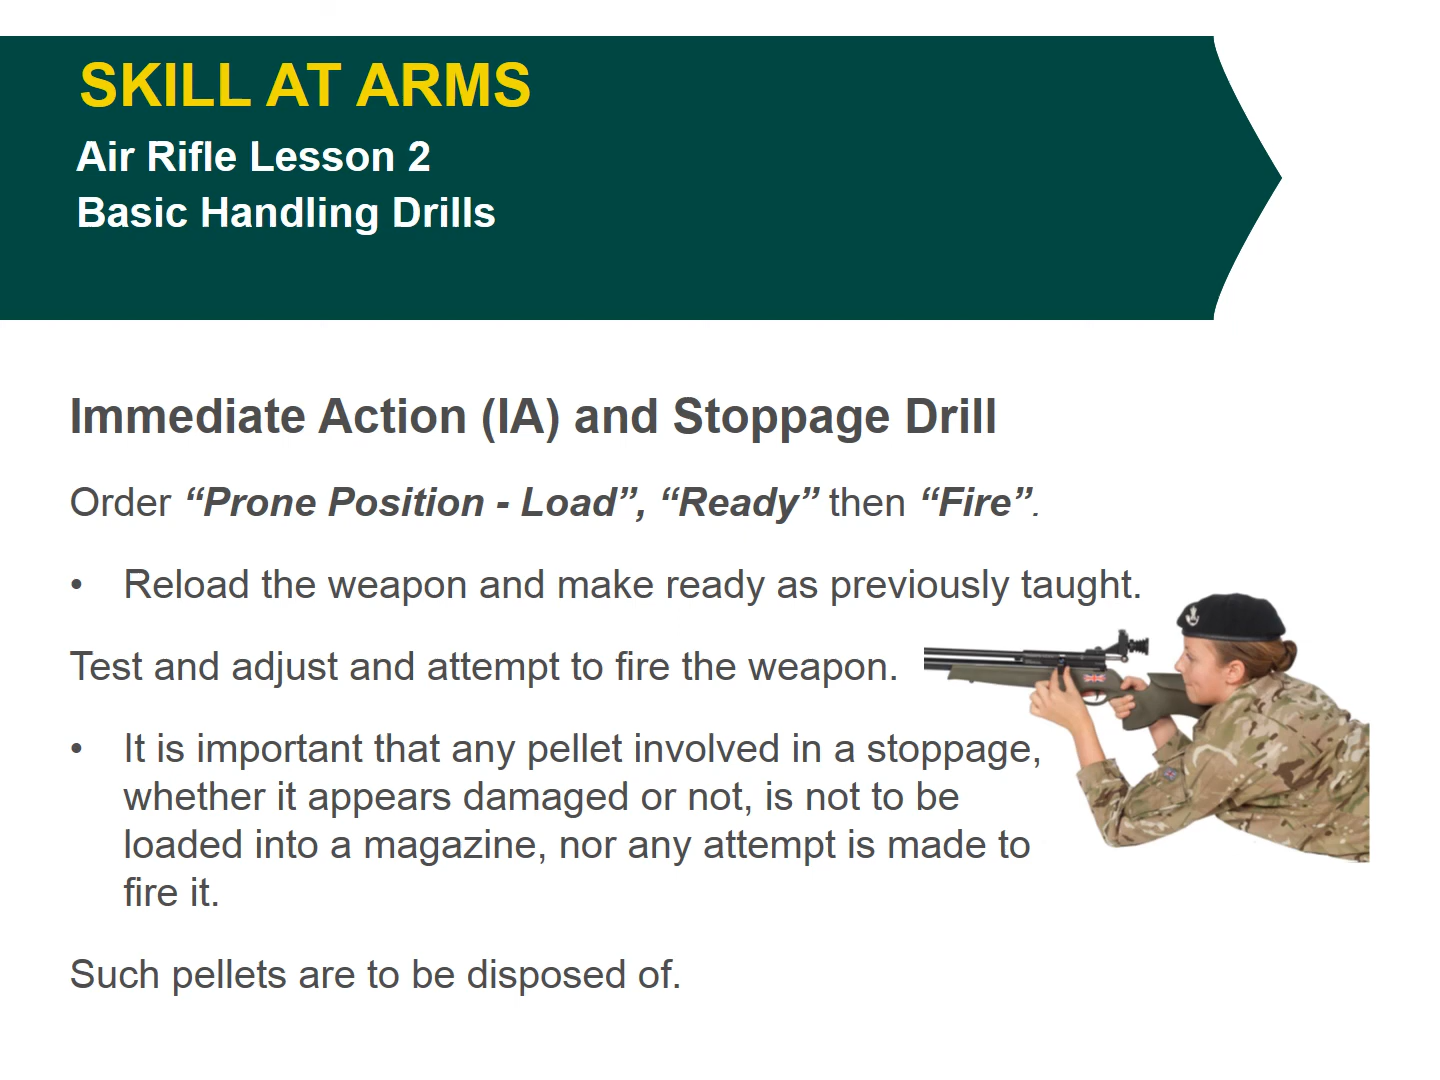 SKILL AT ARMS
Air Rifle Lesson 2
Basic Handling Drills
Immediate Action (IA) and Stoppage Drill
Order “Prone Position - Load”, “Ready” then “Fire”.
• Reload the weapon and make ready as previously taught.
Test and adjust and attempt to fire the weapon.
• It is important that any pellet involved in a stoppage,
whether it appears damaged or not, is not to be
loaded into a magazine, nor any attempt is made to
fire it.
Such pellets are to be disposed of.